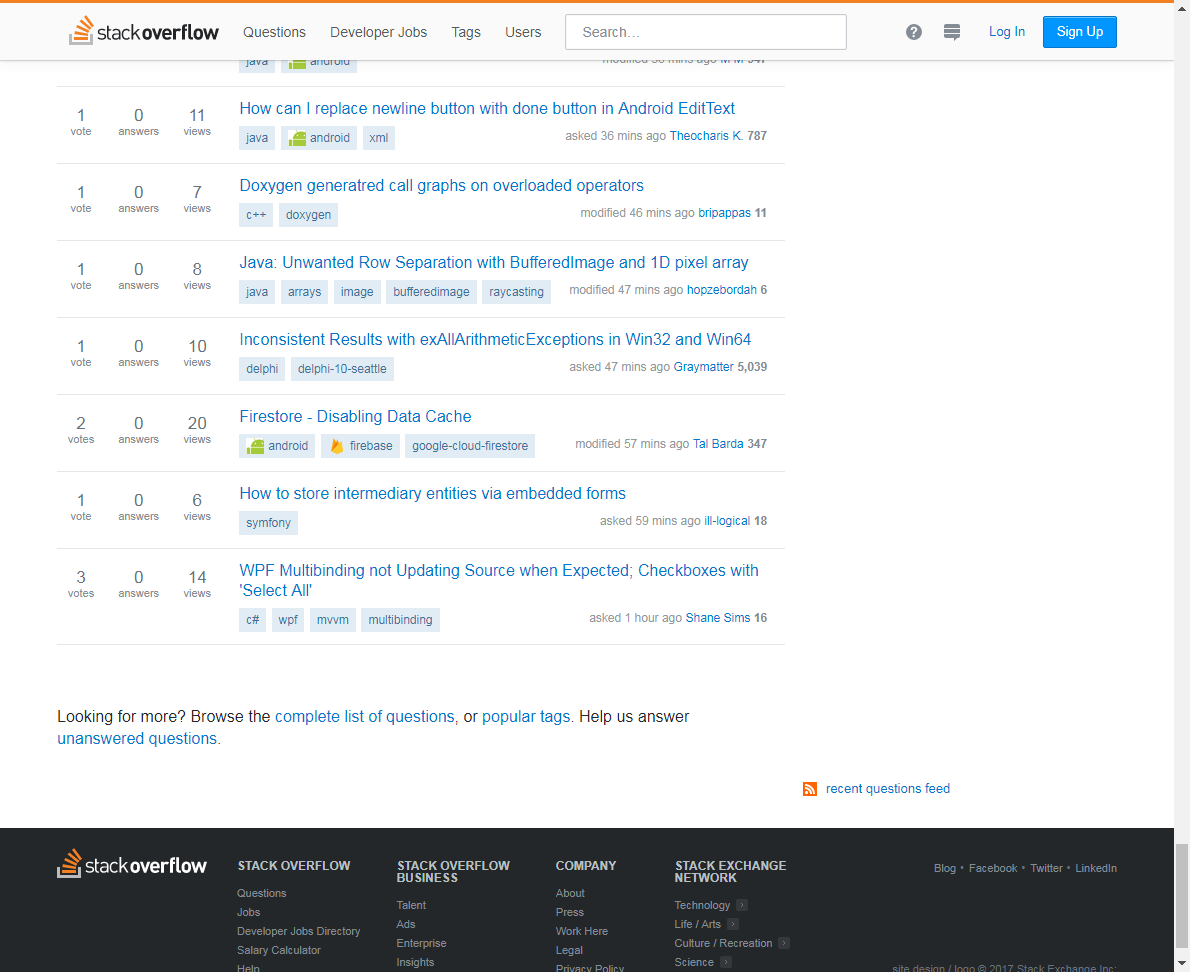 stack overflow Questions Developer Jobs Tags Users Search... ? Log In Sign Up
java android modified
1 0 11 How can I replace newline button with done button in Android EditText
vote answers views
java android xml asked 36 mins ago Theocharis K. 787
1 0 7 Doxygen generatred call graphs on overloaded operators
vote answers views
c++ doxygen modified 46 mins ago bripappas 11
1 0 8 Java: Unwanted Row Separation with BufferedImage and 1D pixel array
vote answers views
java arrays image bufferedimage raycasting modified 47 mins ago hopzebordah 6
1 0 10 Inconsistent Results with exAllArithmeticExceptions in Win32 and Win64
vote answers views
delphi delphi-10-seattle asked 47 mins ago Graymatter 5,039
2 0 20 Firestore - Disabling Data Cache
votes answers views
android firebase google-cloud-firestore modified 57 mins ago Tal Barda 347
1 0 6 How to store intermediary entities via embedded forms
vote answers views
symfony asked 59 mins ago ill-logical 18
3 0 14 WPF Multibinding not Updating Source when Expected; Checkboxes with
votes answers views 'Select All'
c# wpf mvvm multibinding asked 1 hour ago Shane Sims 16
Looking for more? Browse the complete list of questions, or popular tags. Help us answer
unanswered questions.
recent questions feed
stack overflow
STACK OVERFLOW
Questions
Jobs
Developer Jobs Directory
Salary Calculator
Help
STACK OVERFLOW
BUSINESS
Talent
Ads
Enterprise
Insights
COMPANY
About
Press
Work Here
Legal
Privacy Policy
STACK EXCHANGE
NETWORK
Technology
Life / Arts
Culture / Recreation
Science
Blog • Facebook • Twitter • LinkedIn
site design / logo © 2017 Stack Exchange Inc;